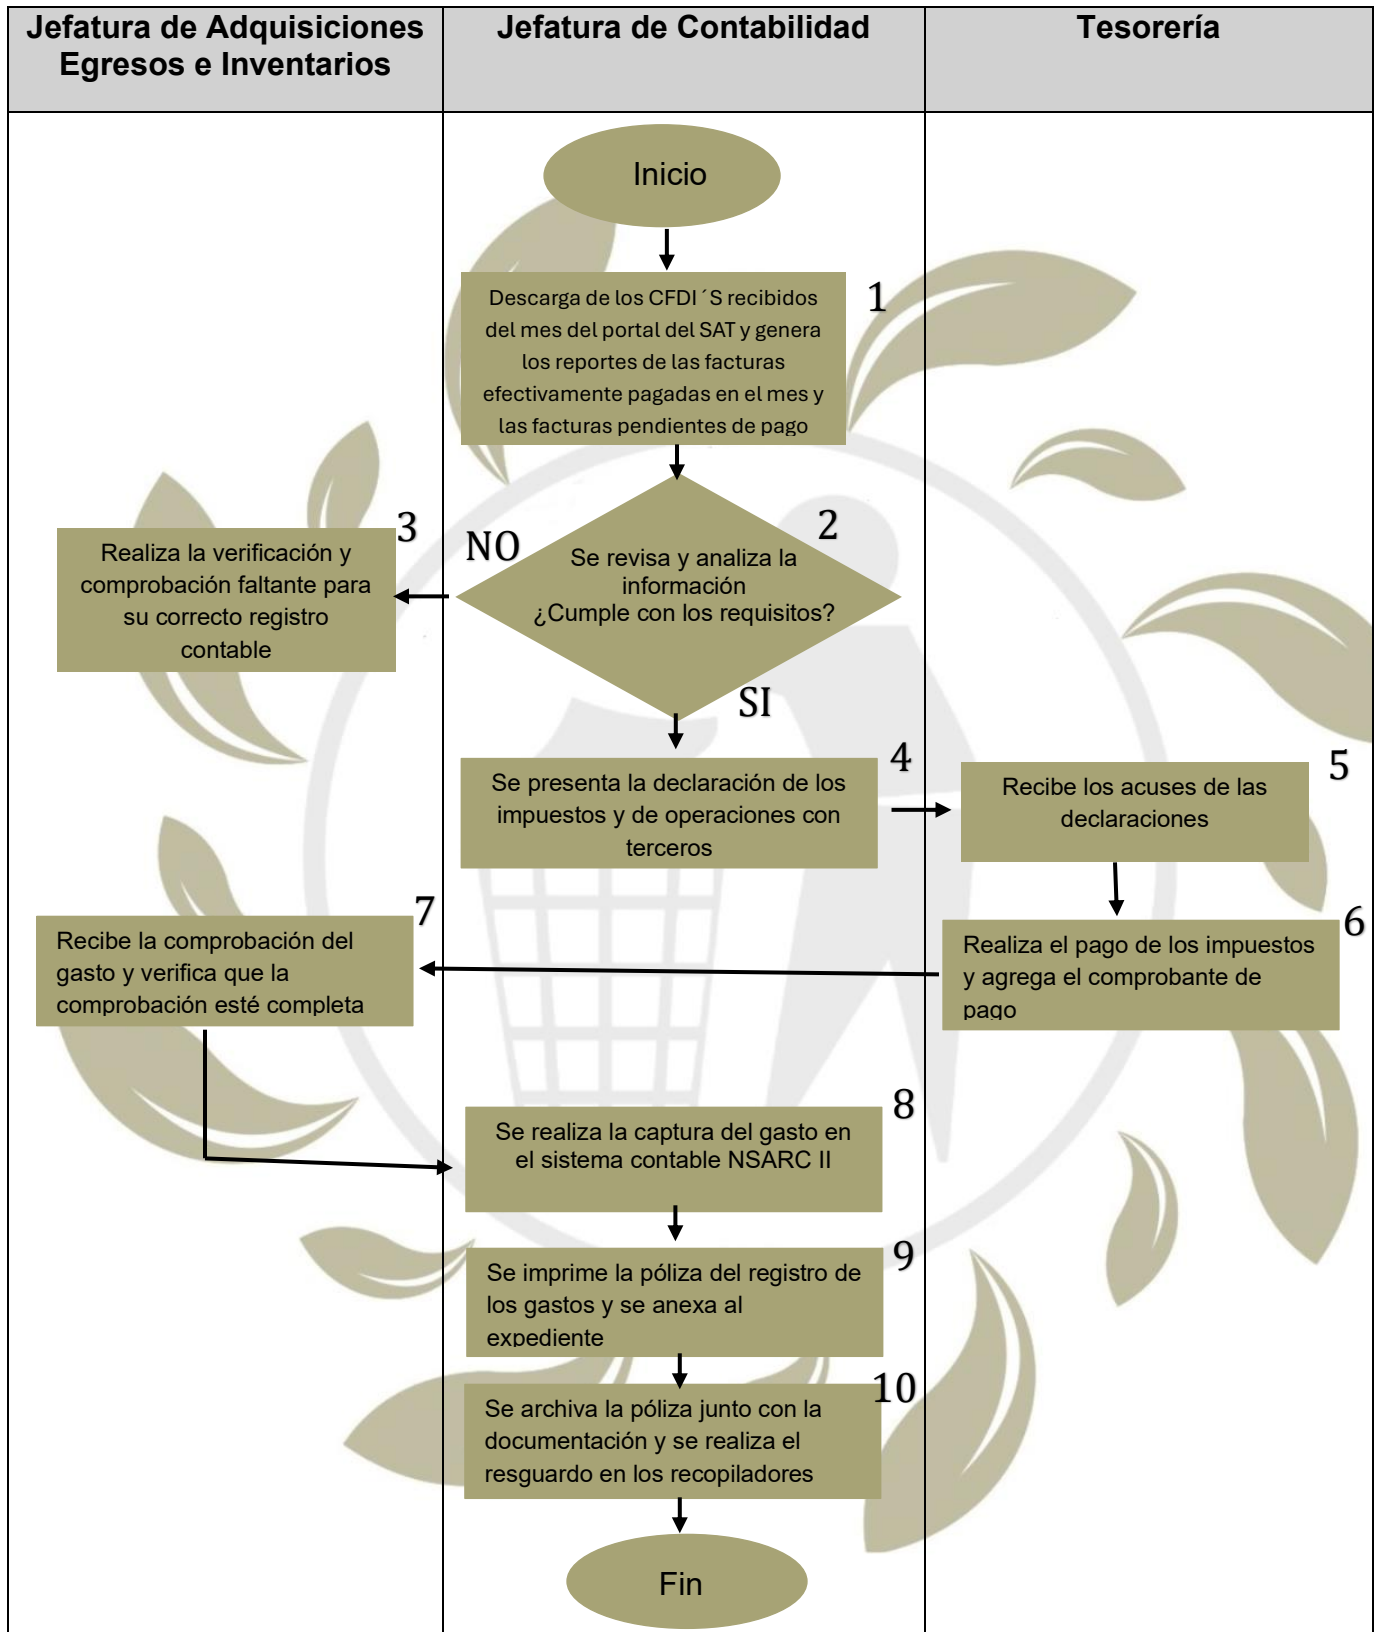 Jefatura de Adquisiciones
Egresos e Inventarios
Jefatura de Contabilidad
Tesorería
Inicio
1
Descarga de los CFDI ´S recibidos
del mes del portal del SAT y genera
los reportes de las facturas
efectivamente pagadas en el mes y
las facturas pendientes de pago
2
Se revisa y analiza la
información
¿Cumple con los requisitos?
NO
SI
3
Realiza la verificación y
comprobación faltante para
su correcto registro
contable
4
Se presenta la declaración de los
impuestos y de operaciones con
terceros
5
Recibe los acuses de las
declaraciones
6
Realiza el pago de los impuestos
y agrega el comprobante de
pago
7
Recibe la comprobación del
gasto y verifica que la
comprobación esté completa
8
Se realiza la captura del gasto en
el sistema contable NSARC II
9
Se imprime la póliza del registro de
los gastos y se anexa al
expediente
10
Se archiva la póliza junto con la
documentación y se realiza el
resguardo en los recopiladores
Fin